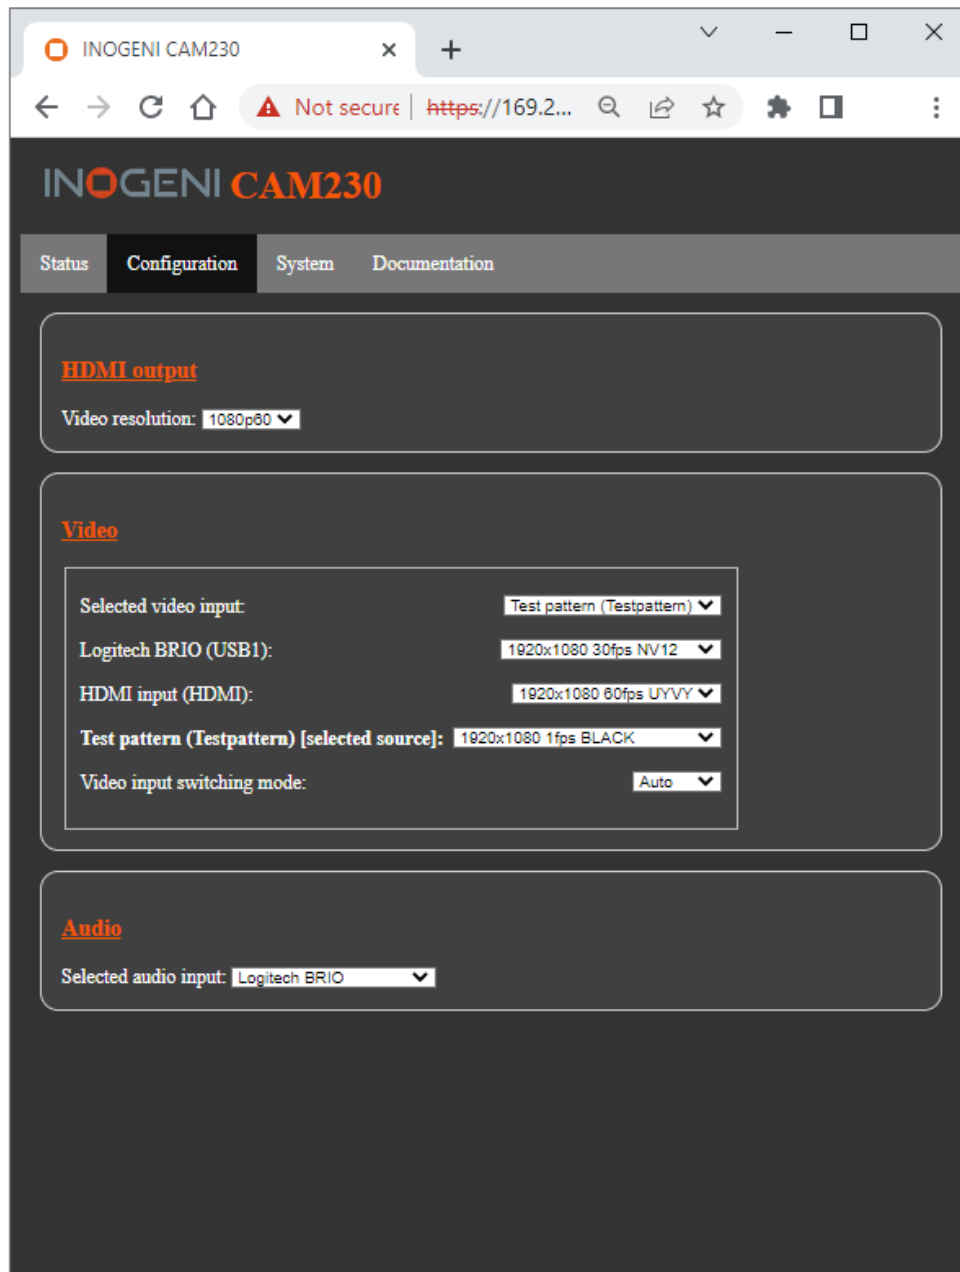 INOGENI CAM230
Not secure https://169.2...
INOGENI CAM230
Status Configuration System Documentation
HDMI output
Video resolution: 1080p60
Video
Selected video input: Test pattern (Testpattern)
Logitech BRIO (USB1): 1920x1080 30fps NV12
HDMI input (HDMI): 1920x1080 60fps UYVY
Test pattern (Testpattern) [selected source]: 1920x1080 1fps BLACK
Video input switching mode: Auto
Audio
Selected audio input: Logitech BRIO